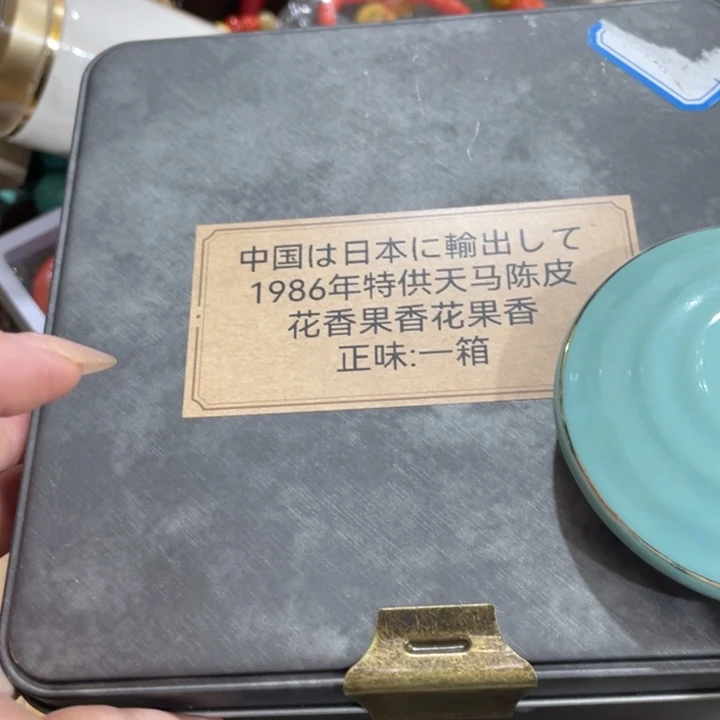 中国は日本に輸出して
1986年特供天马陈皮
花香果香花果香
正味:一箱